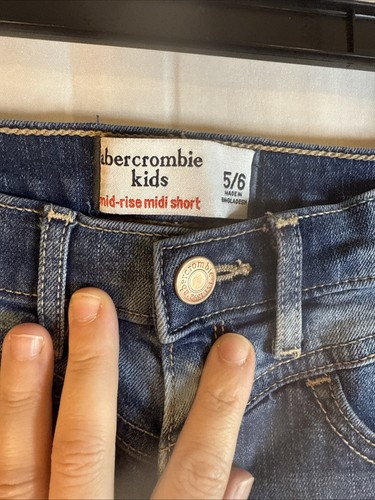 abercrombie
kids
mid-rise midi short
5/6
MADE IN
BANGLADESH
abercrombie